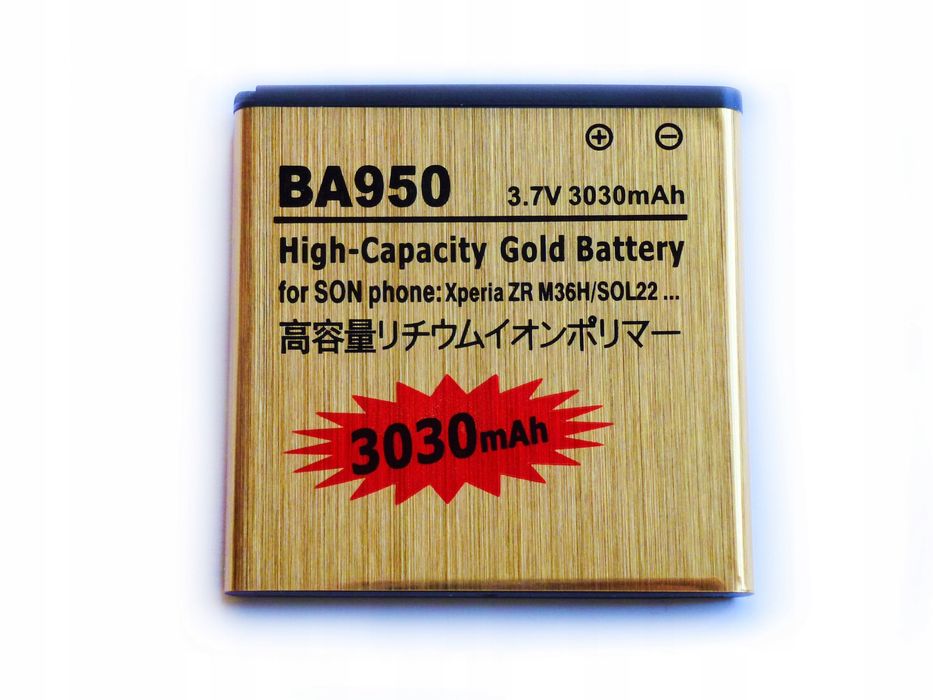 ⊕ ⊖
BA950 3.7V 3030mAh
High-Capacity Gold Battery
for SON phone: Xperia ZR M36H/SOL22 ...
高容量リチウムイオンポリマー
3030mAh